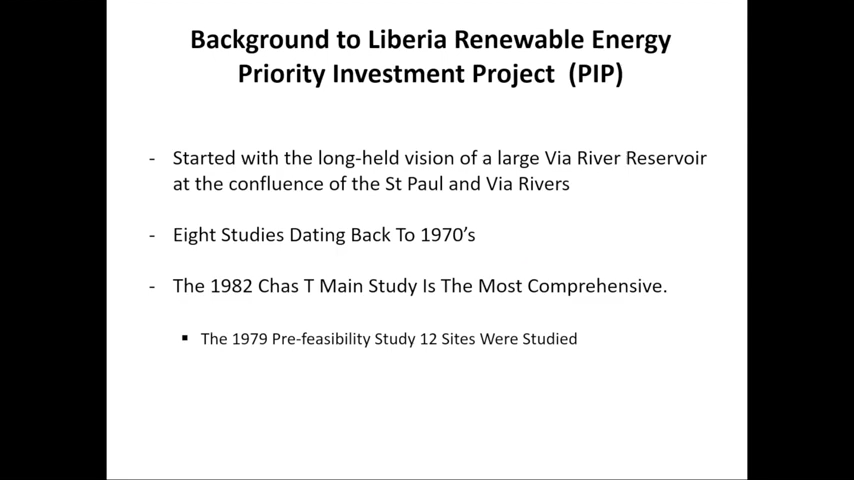 Background to Liberia Renewable Energy
Priority Investment Project (PIP)
- Started with the long-held vision of a large Via River Reservoir
at the confluence of the St Paul and Via Rivers
- Eight Studies Dating Back To 1970's
- The 1982 Chas T Main Study Is The Most Comprehensive.
▪ The 1979 Pre-feasibility Study 12 Sites Were Studied